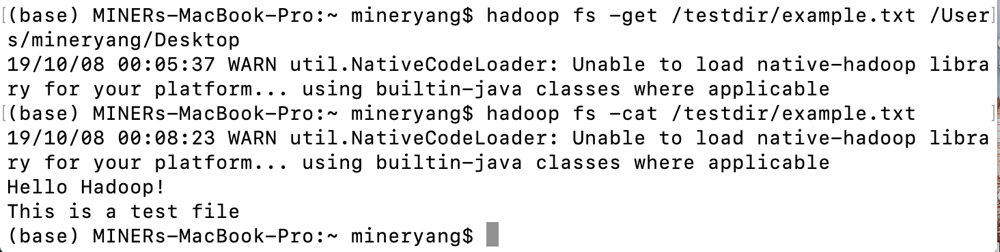 [(base) MINERs-MacBook-Pro:~ mineryang$ hadoop fs -get /testdir/example.txt /User]
s/mineryang/Desktop
19/10/08 00:05:37 WARN util.NativeCodeLoader: Unable to load native-hadoop libra
ry for your platform... using builtin-java classes where applicable
[(base) MINERs-MacBook-Pro:~ mineryang$ hadoop fs -cat /testdir/example.txt ]
19/10/08 00:08:23 WARN util.NativeCodeLoader: Unable to load native-hadoop libra
ry for your platform... using builtin-java classes where applicable
Hello Hadoop!
This is a test file
(base) MINERs-MacBook-Pro:~ mineryang$